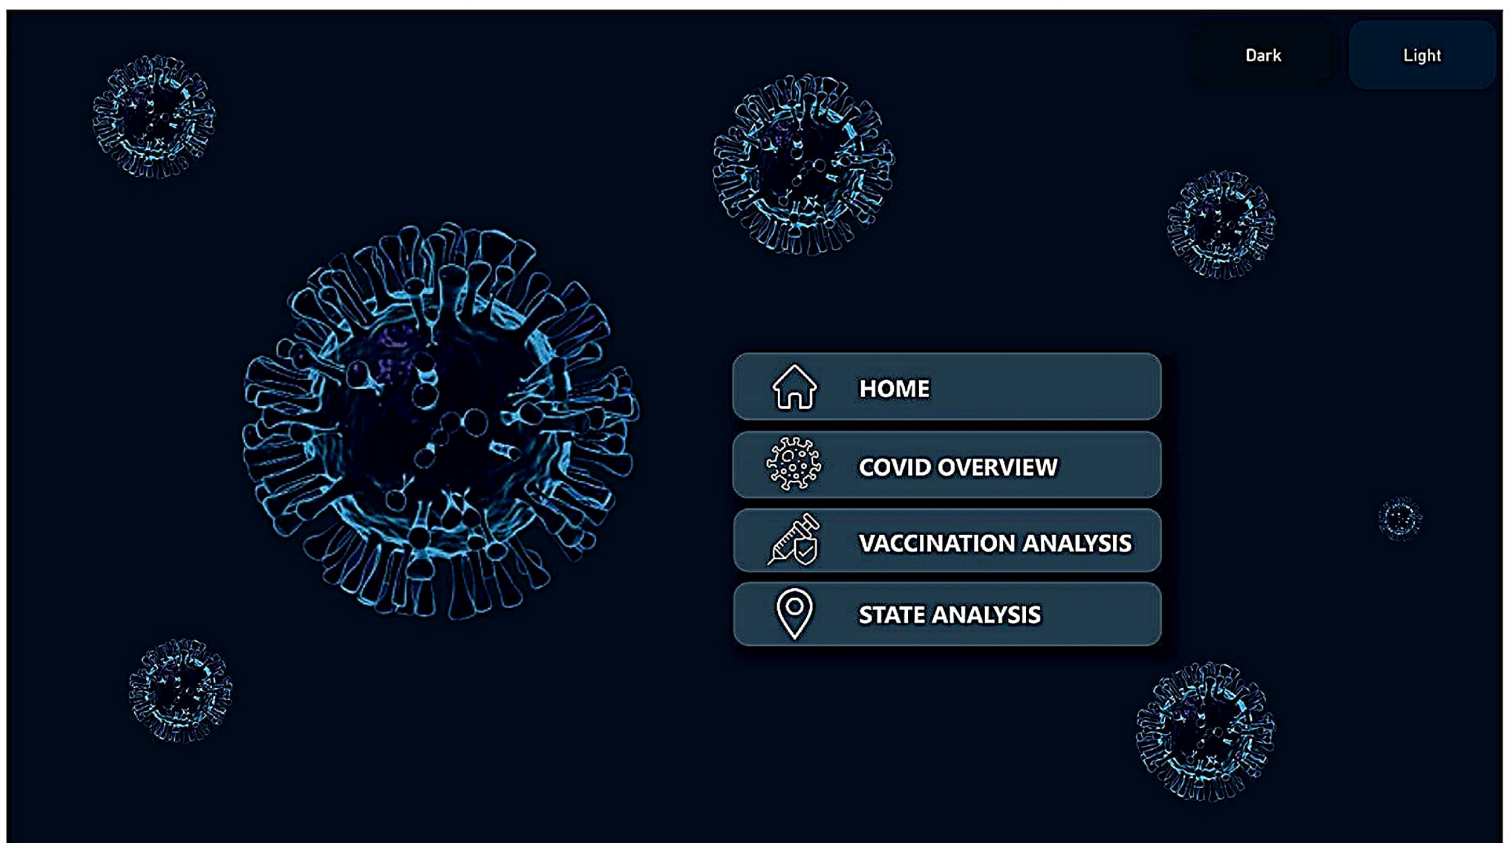 Dark
Light
HOME
COVID OVERVIEW
VACCINATION ANALYSIS
STATE ANALYSIS